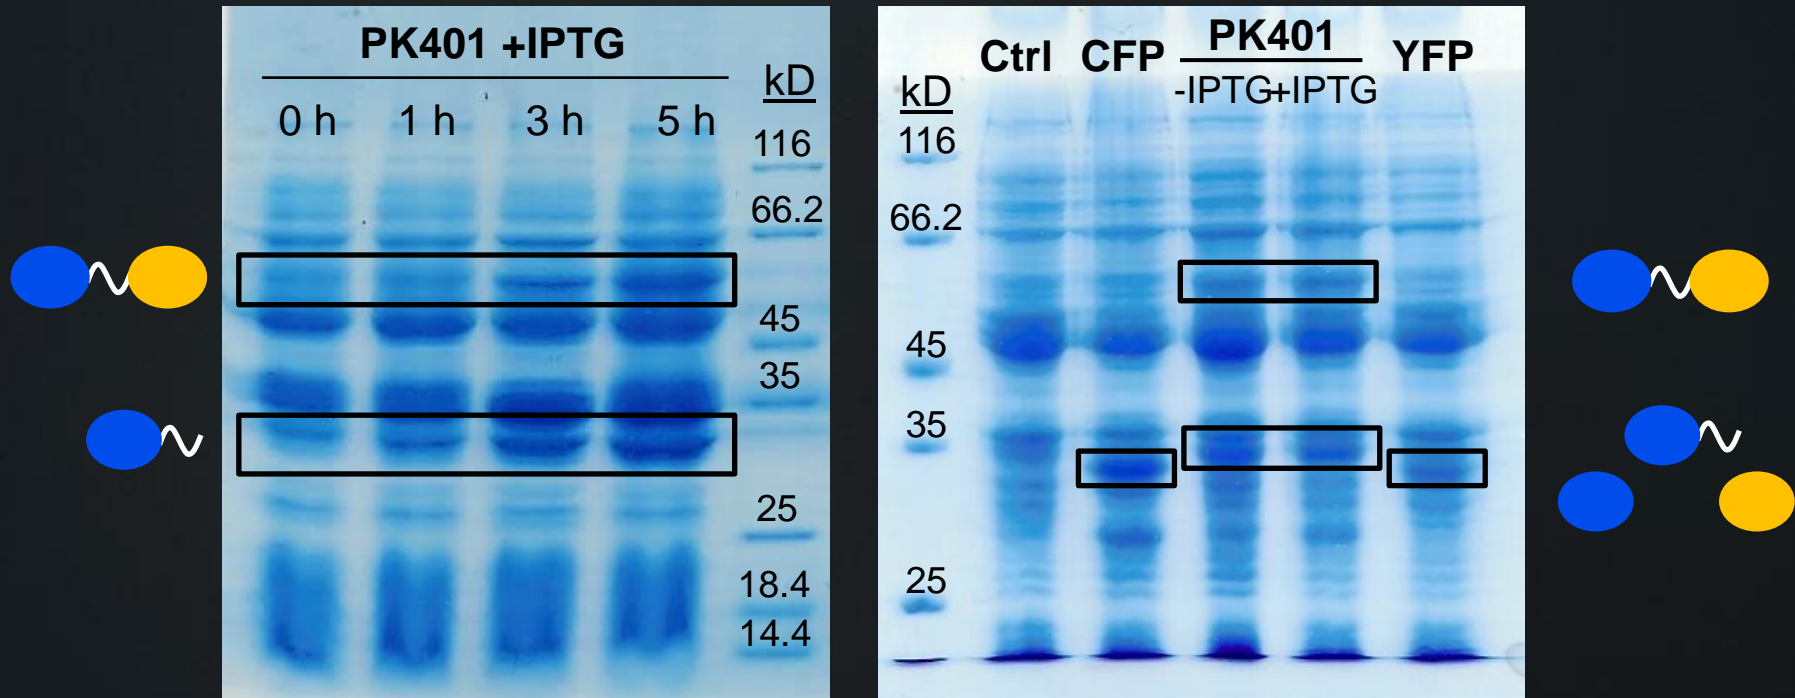 PK401 +IPTG
kD
0 h 1 h 3 h 5 h
116
66.2
45
35
25
18.4
14.4
Ctrl CFP PK401 YFP
-IPTG+IPTG
kD
116
66.2
45
35
25